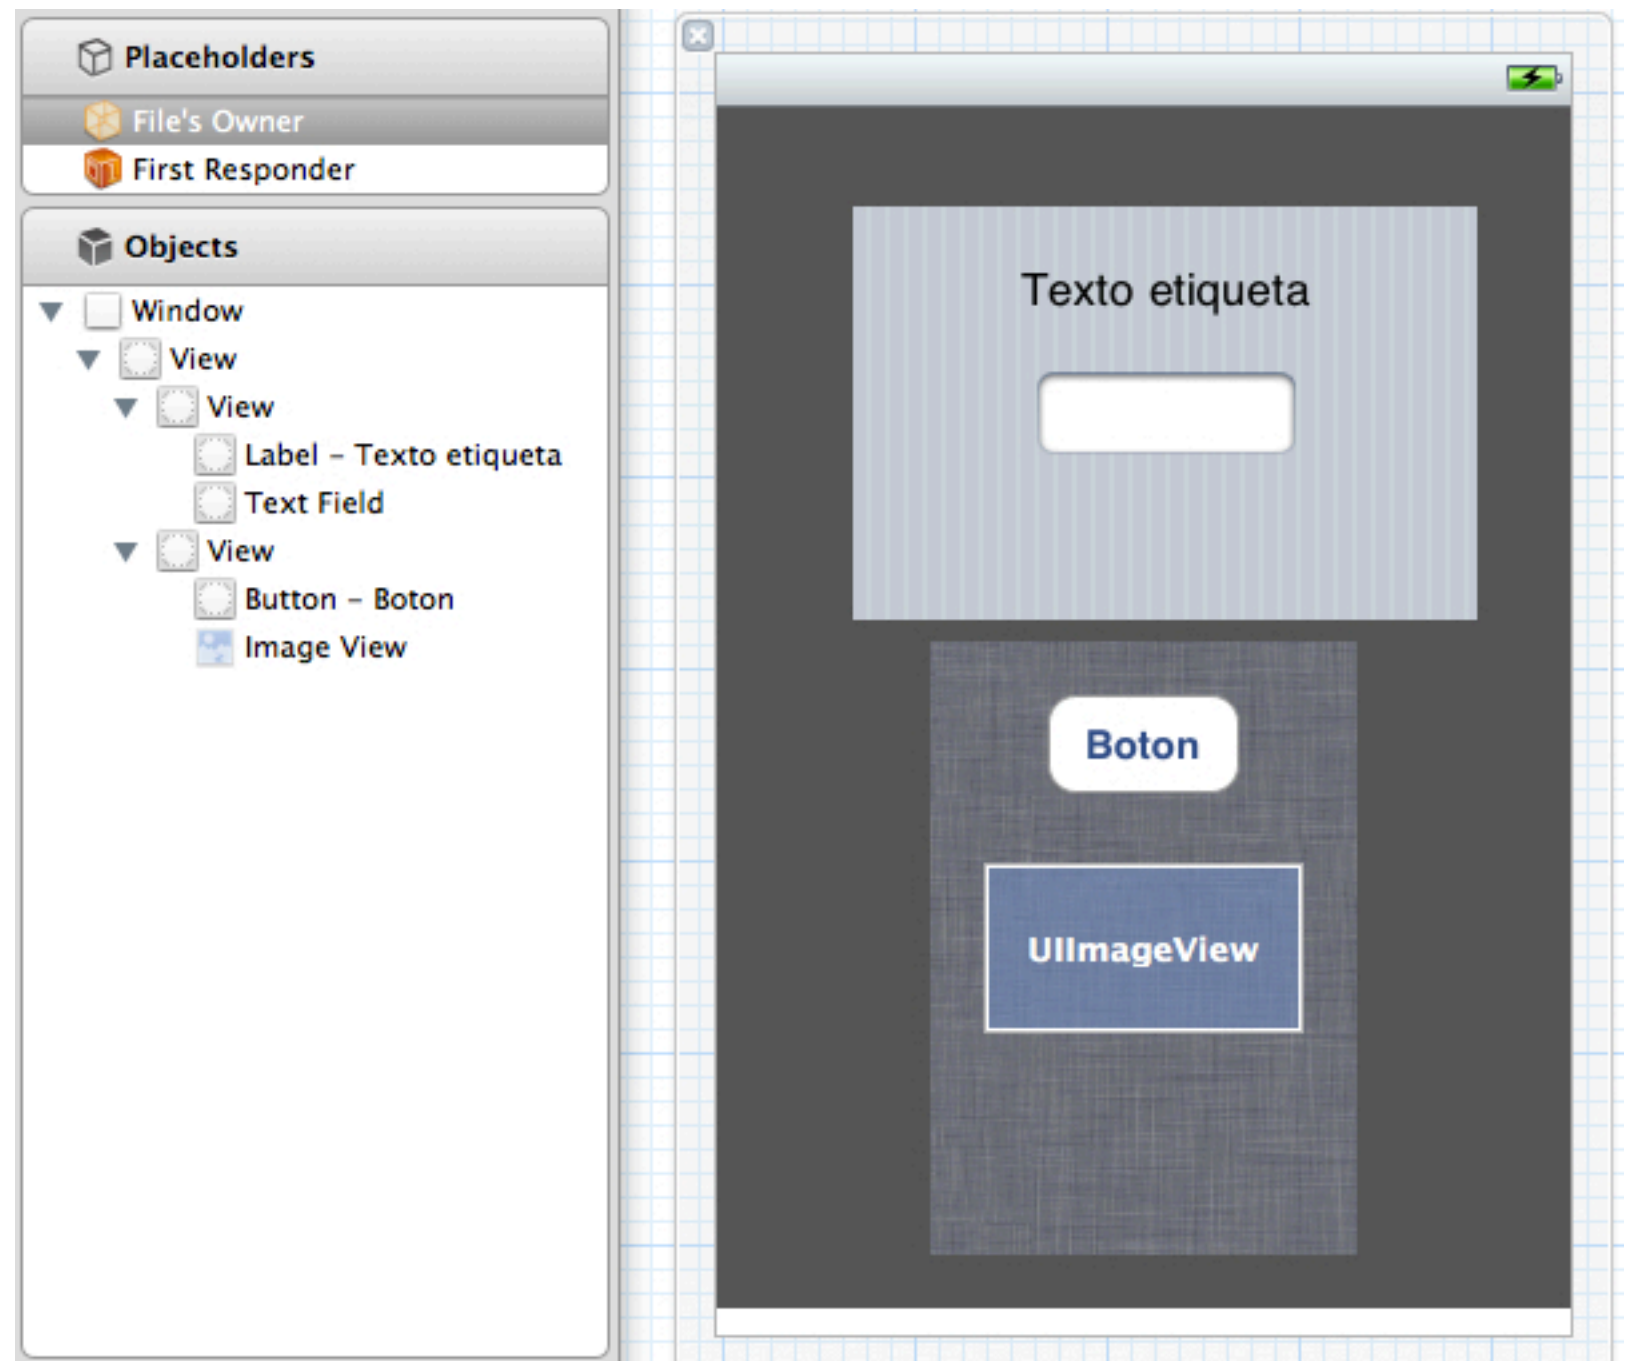 Placeholders
File's Owner
First Responder
Objects
Window
View
View
Label – Texto etiqueta
Text Field
View
Button – Boton
Image View
Texto etiqueta
Boton
UIImageView